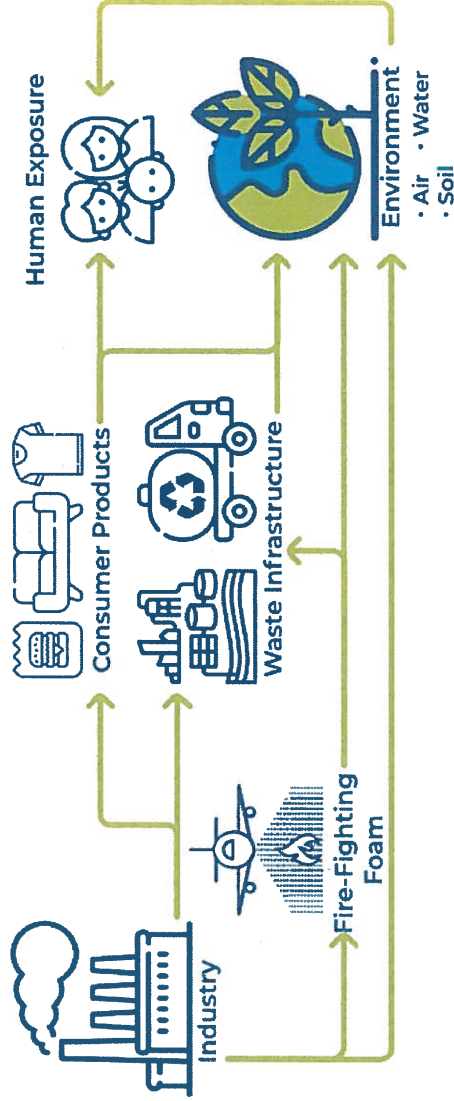 Industry
Fire-Fighting
Foam
Consumer Products
Waste Infrastructure
Human Exposure
Environment
· Air · Water
· Soil